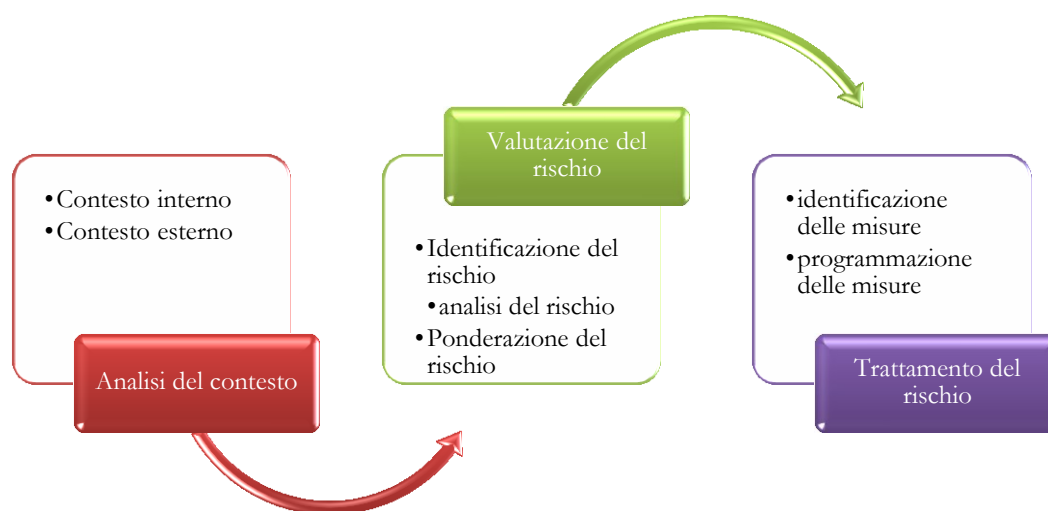 •Contesto interno
•Contesto esterno
Analisi del contesto
Valutazione del
rischio
•Identificazione del
rischio
•analisi del rischio
•Ponderazione del
rischio
•identificazione
delle misure
•programmazione
delle misure
Trattamento del
rischio